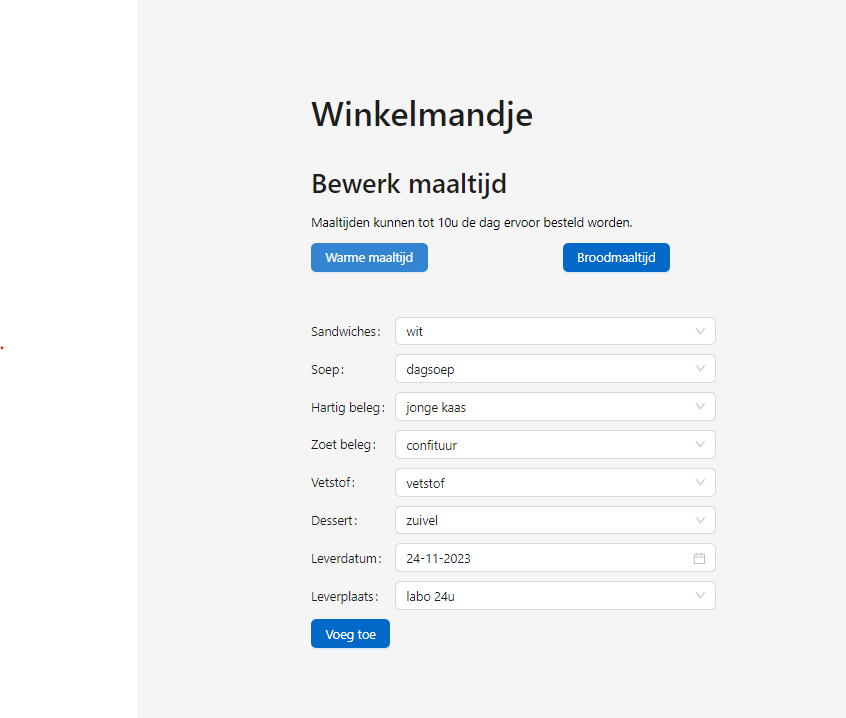 Winkelmandje
Bewerk maaltijd
Maaltijden kunnen tot 10u de dag ervoor besteld worden.
Warme maaltijd Broodmaaltijd
Sandwiches: wit
Soep: dagsoep
Hartig beleg: jonge kaas
Zoet beleg: confituur
Vetstof: vetstof
Dessert: zuivel
Leverdatum: 24-11-2023
Leverplaats: labo 24u
Voeg toe